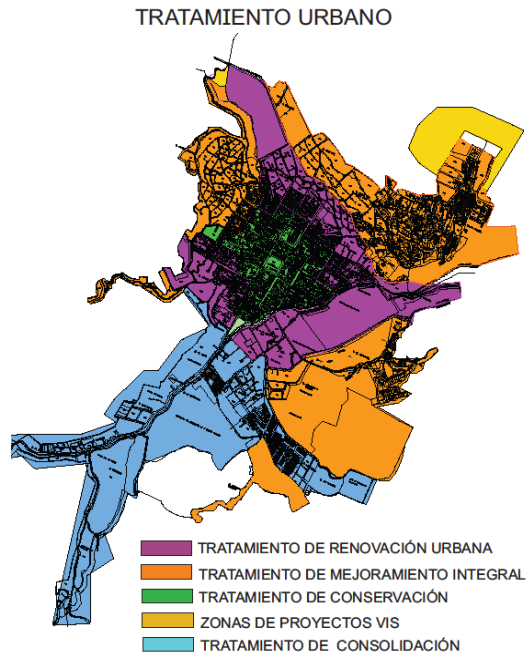 TRATAMIENTO URBANO
TRATAMIENTO DE RENOVACIÓN URBANA
TRATAMIENTO DE MEJORAMIENTO INTEGRAL
TRATAMIENTO DE CONSERVACIÓN
ZONAS DE PROYECTOS VIS
TRATAMIENTO DE CONSOLIDACIÓN